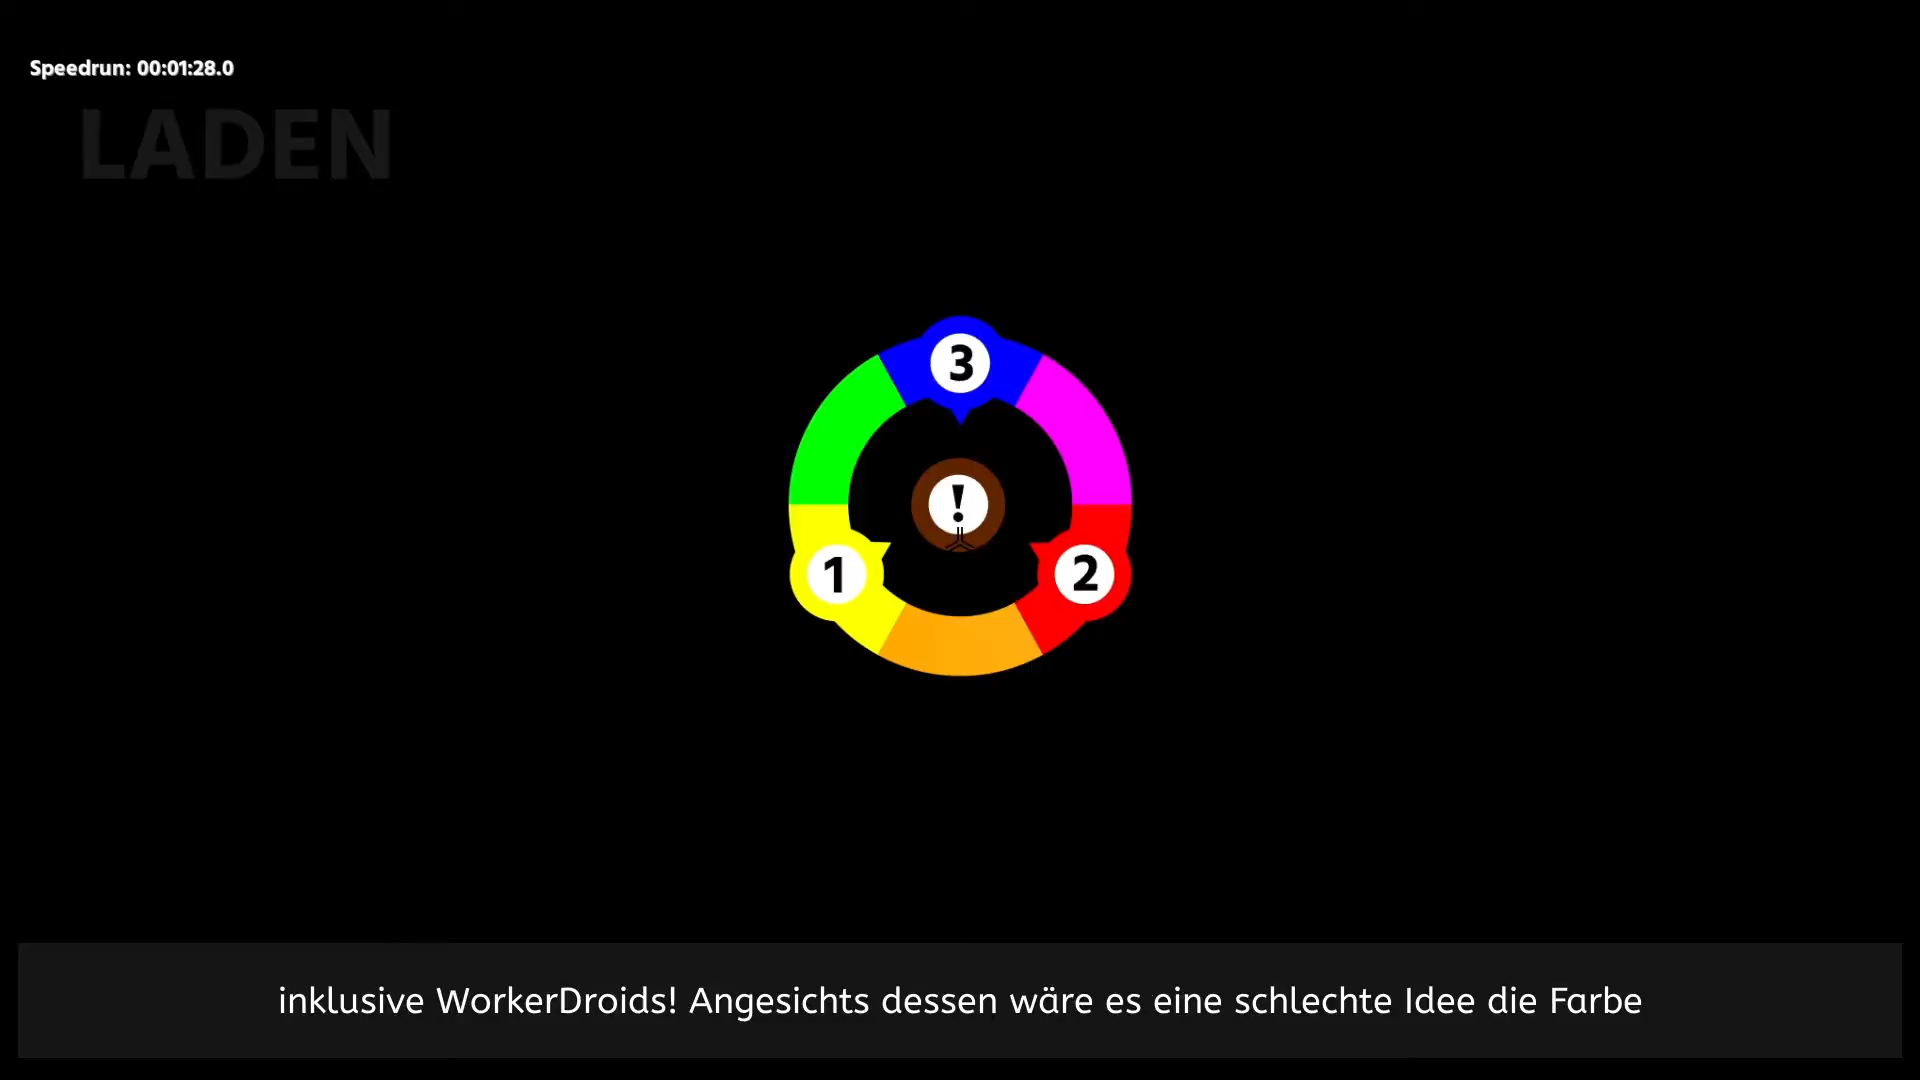 Speedrun: 00:01:28.0
LADEN
3
!
1
2
inklusive WorkerDroids! Angesichts dessen wäre es eine schlechte Idee die Farbe